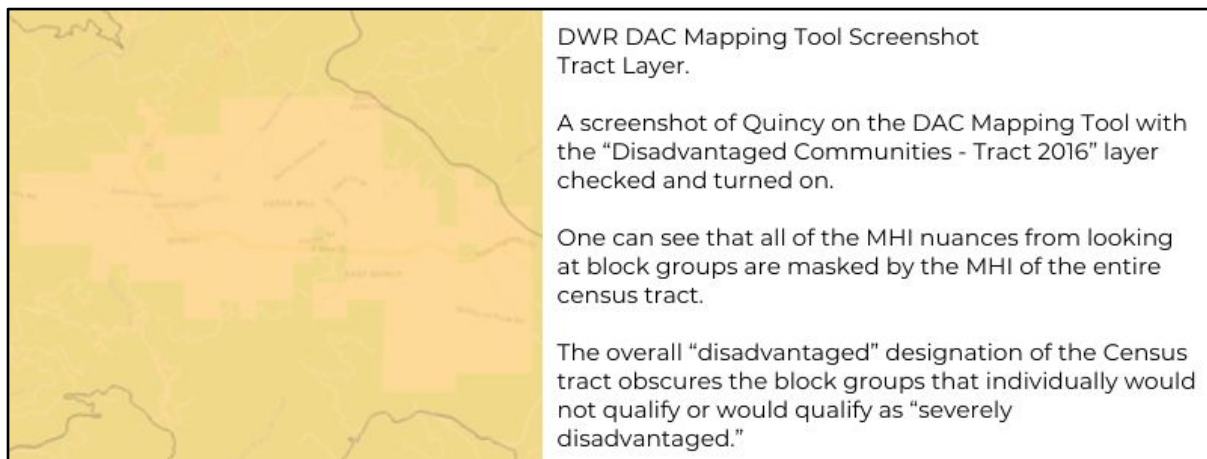 DWR DAC Mapping Tool Screenshot
Tract Layer.
A screenshot of Quincy on the DAC Mapping Tool with
the “Disadvantaged Communities - Tract 2016” layer
checked and turned on.
One can see that all of the MHI nuances from looking
at block groups are masked by the MHI of the entire
census tract.
The overall “disadvantaged” designation of the Census
tract obscures the block groups that individually would
not qualify or would qualify as “severely
disadvantaged.”
QUINCY
EAST QUINCY